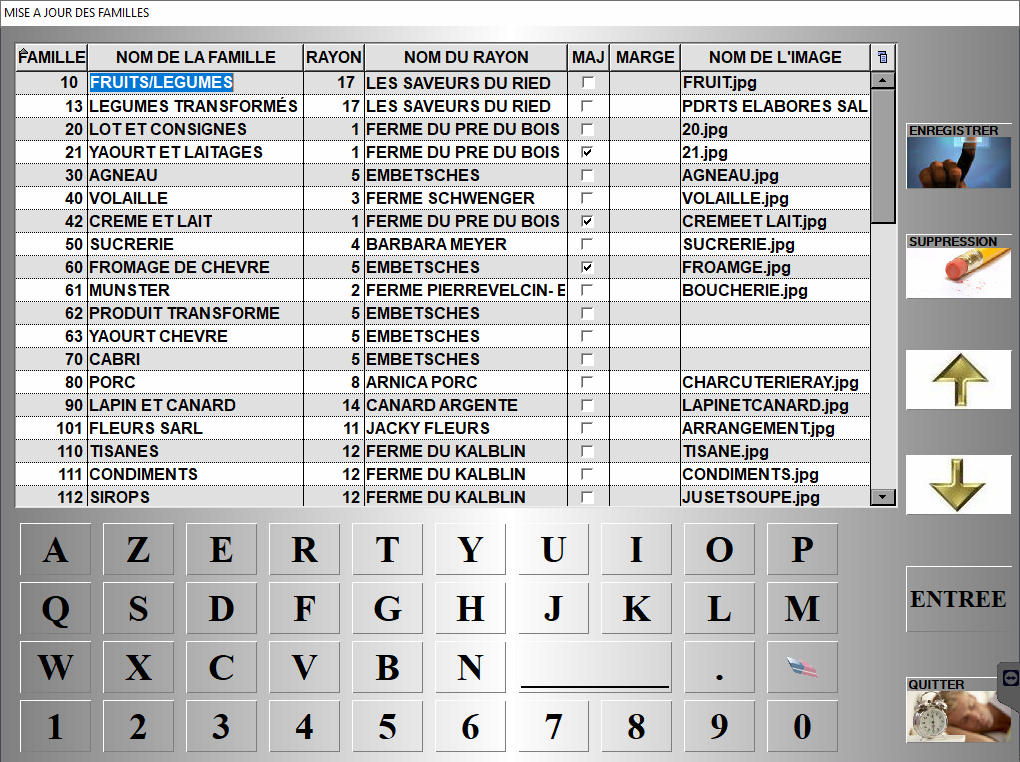 MISE A JOUR DES FAMILLES
FAMILLE NOM DE LA FAMILLE RAYON NOM DU RAYON MAJ MARGE NOM DE L'IMAGE
10 FRUITS/LEGUMES 17 LES SAVEURS DU RIED FRUIT.jpg
13 LEGUMES TRANSFORMÉS 17 LES SAVEURS DU RIED PDRTS ELABORES SAL
20 LOT ET CONSIGNES 1 FERME DU PRE DU BOIS 20.jpg
21 YAOURT ET LAITAGES 1 FERME DU PRE DU BOIS 21.jpg
30 AGNEAU 5 EMBETSCHES AGNEAU.jpg
40 VOLAILLE 3 FERME SCHWENGER VOLAILLE.jpg
42 CREME ET LAIT 1 FERME DU PRE DU BOIS CREMEET LAIT.jpg
50 SUCRERIE 4 BARBARA MEYER SUCRERIE.jpg
60 FROMAGE DE CHEVRE 5 EMBETSCHES FROAMGE.jpg
61 MUNSTER 2 FERME PIERREVELCIN- E BOUCHERIE.jpg
62 PRODUIT TRANSFORME 5 EMBETSCHES
63 YAOURT CHEVRE 5 EMBETSCHES
70 CABRI 5 EMBETSCHES
80 PORC 8 ARNICA PORC CHARCUTERIERAY.jpg
90 LAPIN ET CANARD 14 CANARD ARGENTE LAPINETCANARD.jpg
101 FLEURS SARL 11 JACKY FLEURS ARRANGEMENT.jpg
110 TISANES 12 FERME DU KALBLIN TISANE.jpg
111 CONDIMENTS 12 FERME DU KALBLIN CONDIMENTS.jpg
112 SIROPS 12 FERME DU KALBLIN JUSETSOUPE.jpg
ENREGISTRER
SUPPRESSION
ENTREE
QUITTER
A Z E R T Y U I O P
Q S D F G H J K L M
W X C V B N .
1 2 3 4 5 6 7 8 9 0